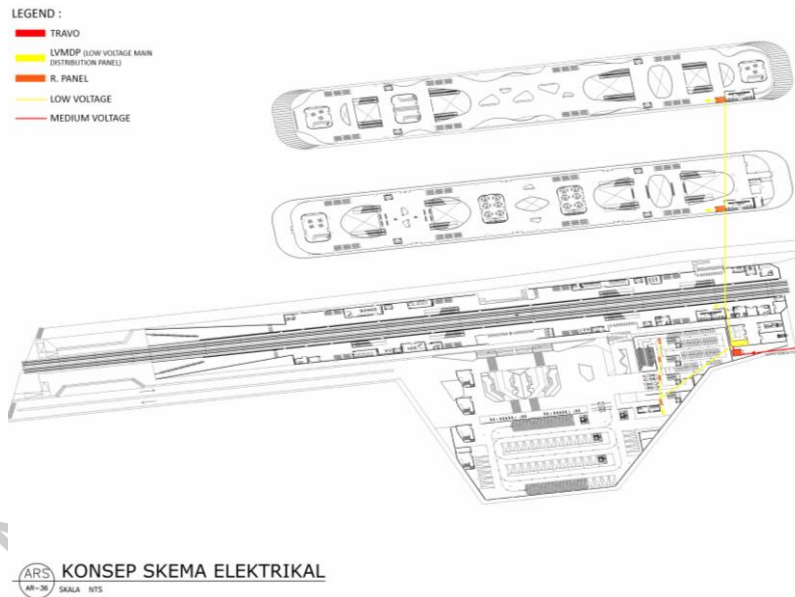 LEGEND :
TRAVO
LVMDP (LOW VOLTAGE MAIN
DISTRIBUTION PANEL)
R. PANEL
LOW VOLTAGE
MEDIUM VOLTAGE
ARS
AR-36
KONSEP SKEMA ELEKTRIKAL
SKALA NTS